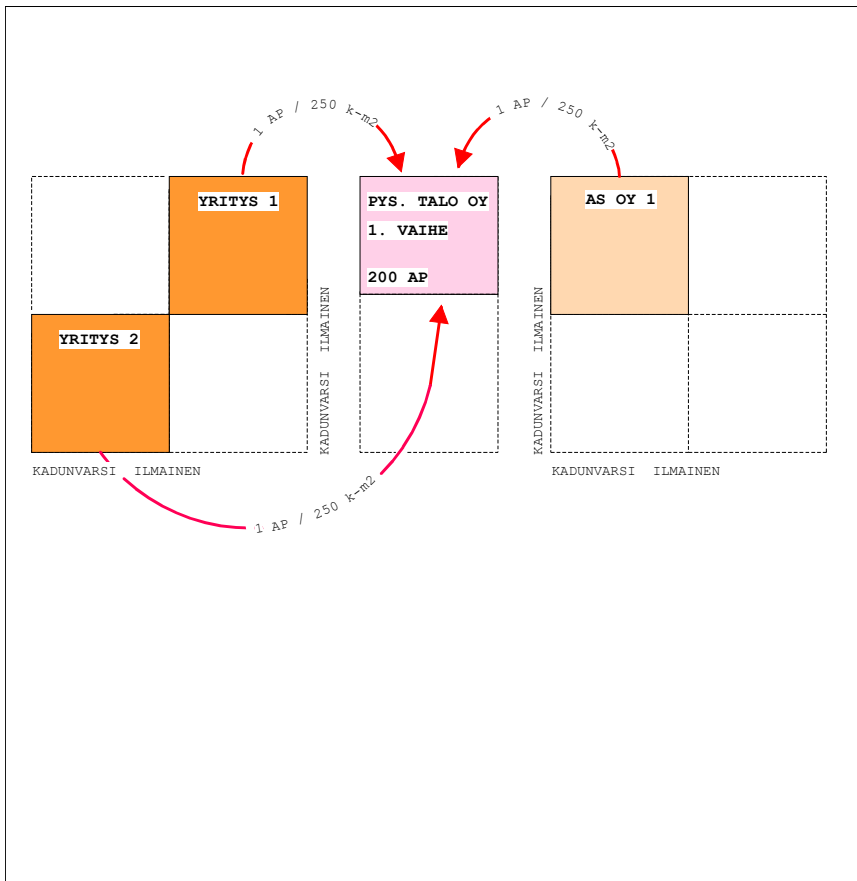 1 AP / 250 k-m2
1 AP / 250 k-m2
YRITYS 1
PYS. TALO OY
1. VAIHE
200 AP
AS OY 1
YRITYS 2
KADUNVARSI ILMAINEN
KADUNVARSI ILMAINEN
KADUNVARSI ILMAINEN
KADUNVARSI ILMAINEN
1 AP / 250 k-m2